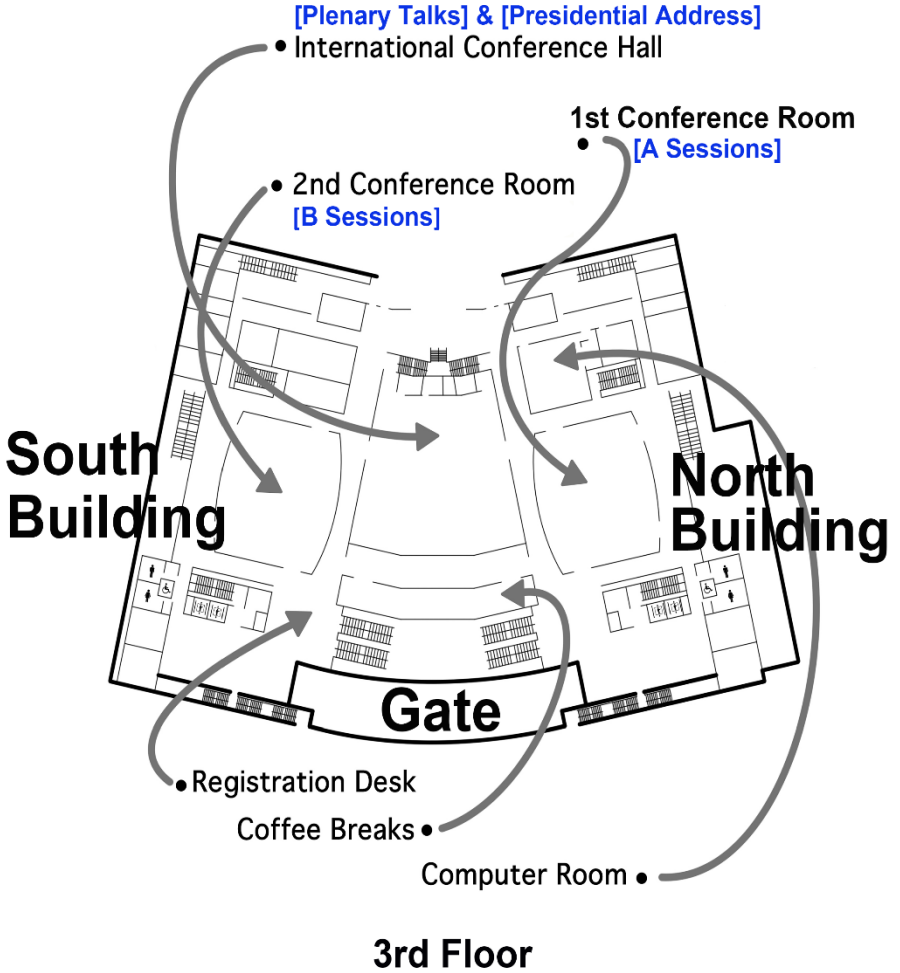 [Plenary Talks] & [Presidential Address]
• International Conference Hall
1st Conference Room
• [A Sessions]
• 2nd Conference Room
[B Sessions]
South
Building
North
Building
Gate
• Registration Desk
Coffee Breaks •
Computer Room •
3rd Floor